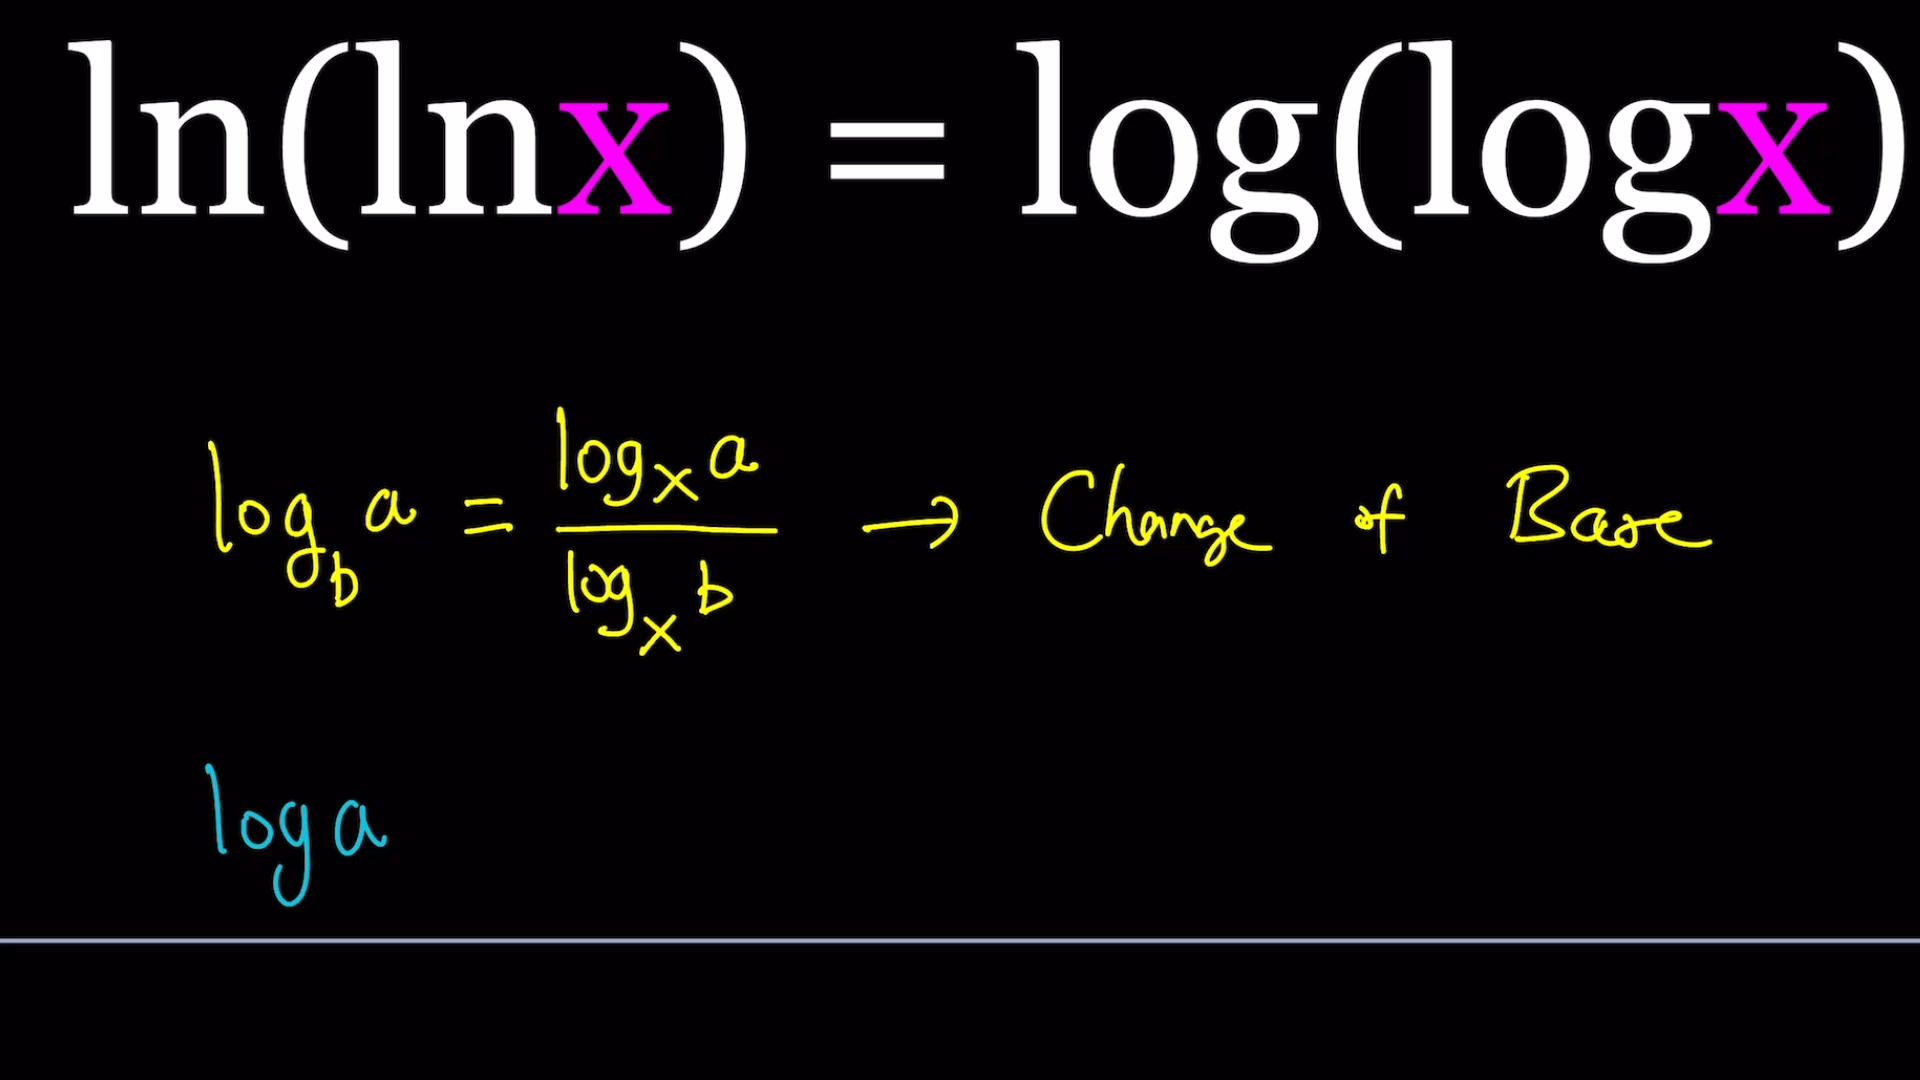 ln(lnx) = log(logx)
log_b a = log_x a / log_x b → Change of Base
log a